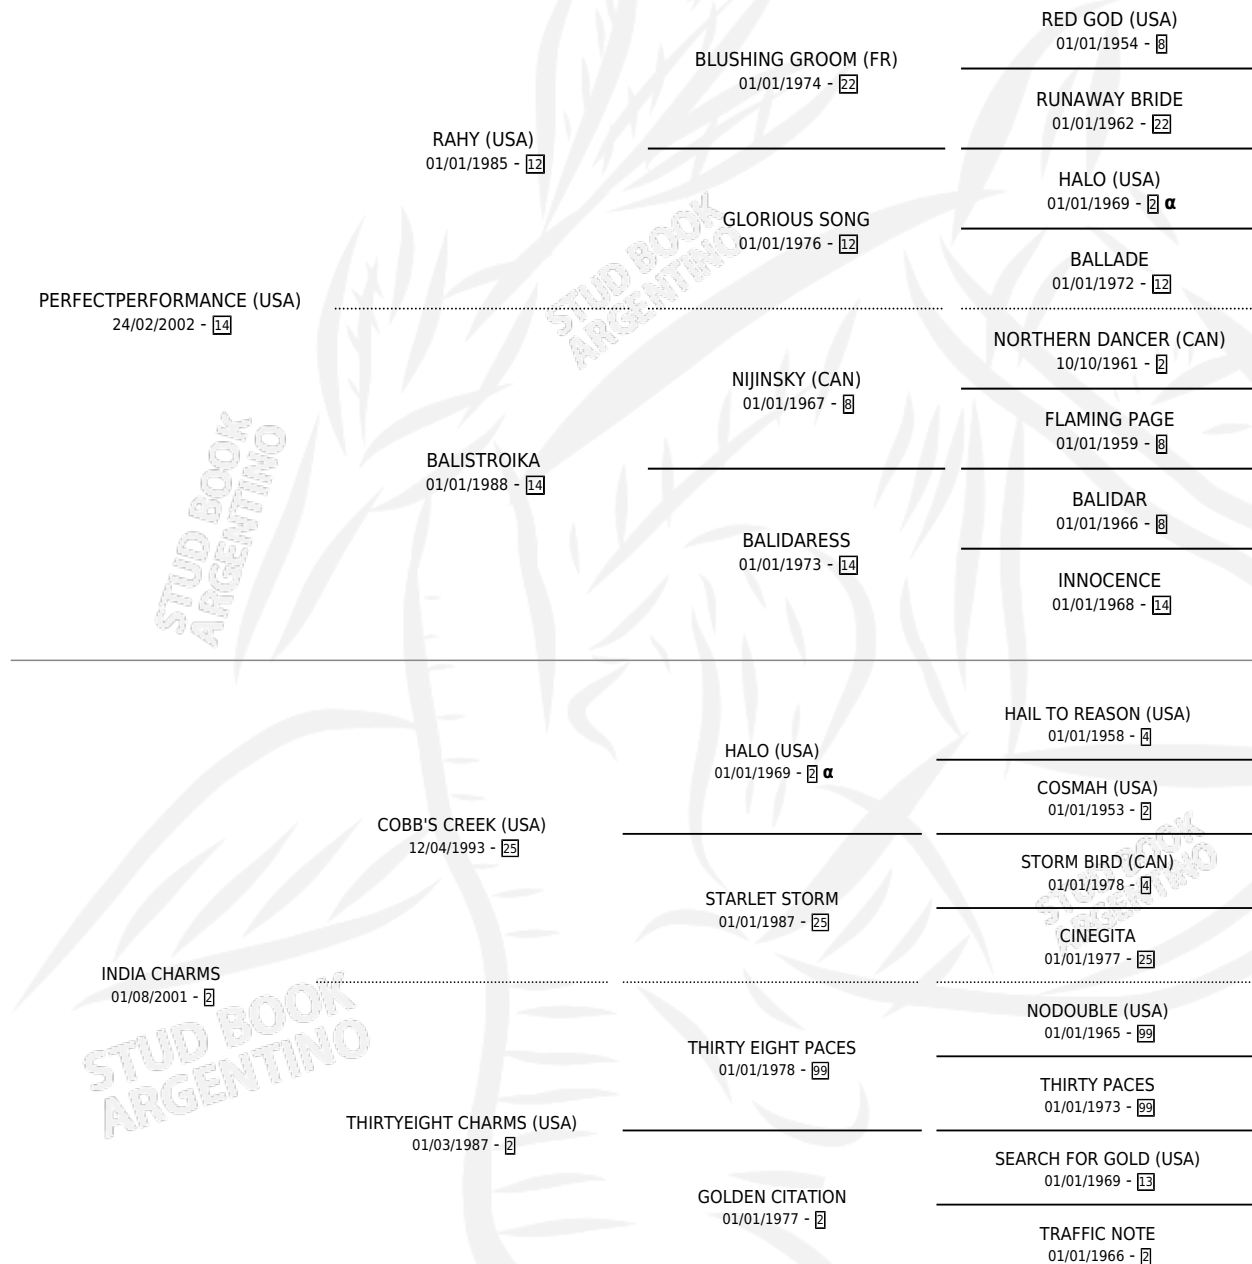 RED GOD (USA)
01/01/1954 - 8
BLUSHING GROOM (FR)
01/01/1974 - 22
RUNAWAY BRIDE
01/01/1962 - 22
RAHY (USA)
01/01/1985 - 12
HALO (USA)
01/01/1969 - 2 α
GLORIOUS SONG
01/01/1976 - 12
BALLADE
01/01/1972 - 12
PERFECTPERFORMANCE (USA)
24/02/2002 - 14
NORTHERN DANCER (CAN)
10/10/1961 - 2
NIJINSKY (CAN)
01/01/1967 - 8
FLAMING PAGE
01/01/1959 - 8
BALISTROIKA
01/01/1988 - 14
BALIDAR
01/01/1966 - 8
BALIDARESS
01/01/1973 - 14
INNOCENCE
01/01/1968 - 14
HAIL TO REASON (USA)
01/01/1958 - 4
HALO (USA)
01/01/1969 - 2 α
COSMAH (USA)
01/01/1953 - 2
COBB'S CREEK (USA)
12/04/1993 - 25
STORM BIRD (CAN)
01/01/1978 - 4
STARLET STORM
01/01/1987 - 25
CINEGITA
01/01/1977 - 25
INDIA CHARMS
01/08/2001 - 2
NODOUBLE (USA)
01/01/1965 - 99
THIRTY EIGHT PACES
01/01/1978 - 99
THIRTY PACES
01/01/1973 - 99
THIRTYEIGHT CHARMS (USA)
01/03/1987 - 2
SEARCH FOR GOLD (USA)
01/01/1969 - 13
GOLDEN CITATION
01/01/1977 - 2
TRAFFIC NOTE
01/01/1966 - 2
STUD BOOK
ARGENTINO
STUD BOOK
ARGENTINO
STUD BOOK
ARGENTINO
STUD BOOK
ARGENTINO